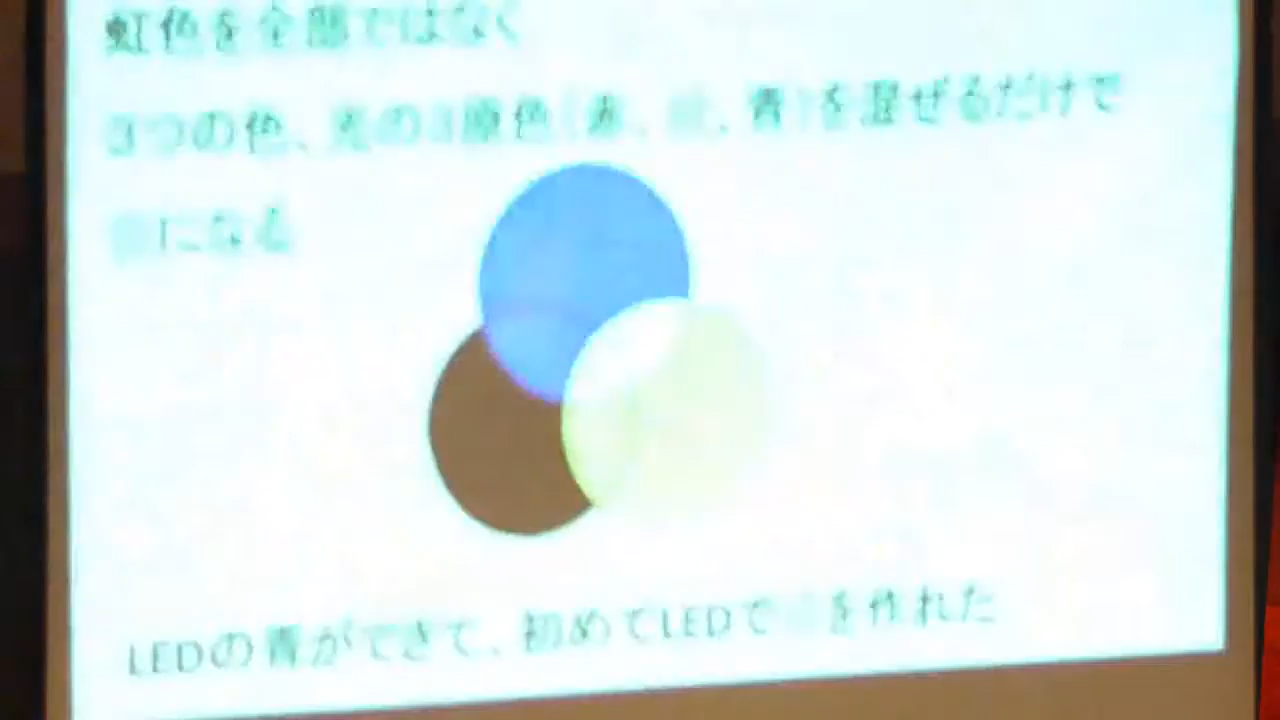 虹色を全部ではなく
3つの色、光の3原色(赤、緑、青)を混ぜるだけで
になる
LEDの青ができて、初めてLEDで を作れた